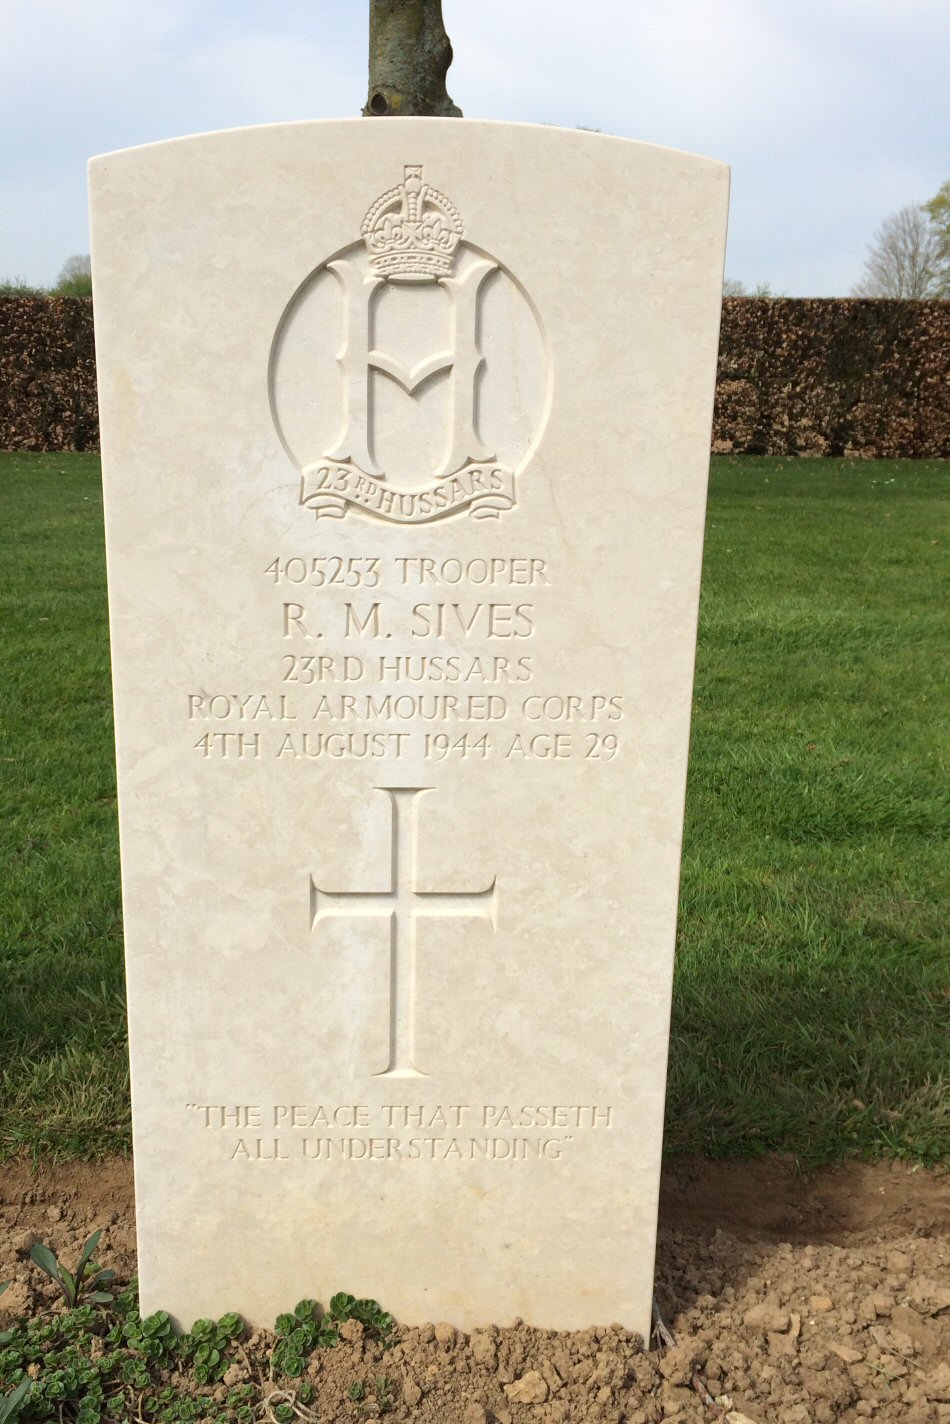 H
23RD HUSSARS
405253 TROOPER
R. M. SIVES
23RD HUSSARS
ROYAL ARMOURED CORPS
4TH AUGUST 1944 AGE 29
"THE PEACE THAT PASSETH
ALL UNDERSTANDING"